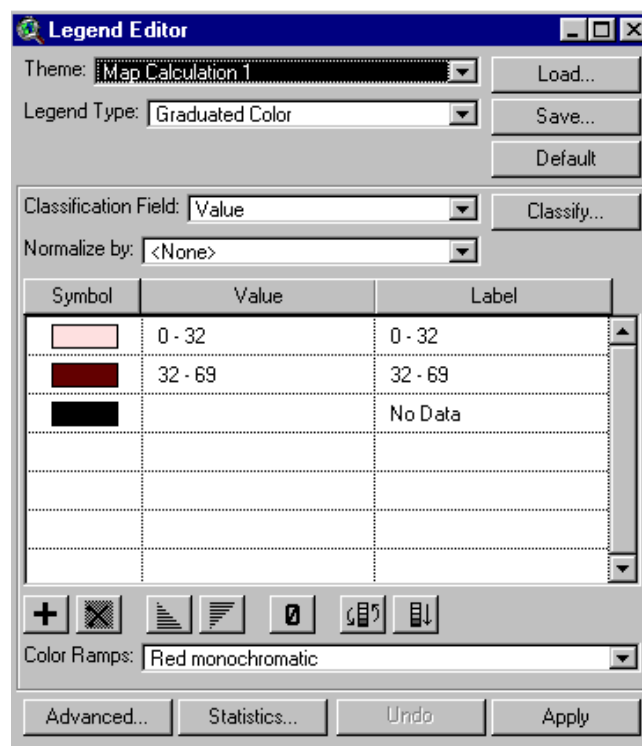 Legend Editor
Theme: Map Calculation 1
Load...
Legend Type: Graduated Color
Save...
Default
Classification Field: Value
Classify...
Normalize by: <None>
Symbol Value Label
0 - 32 0 - 32
32 - 69 32 - 69
No Data
0
Color Ramps: Red monochromatic
Advanced... Statistics... Undo Apply